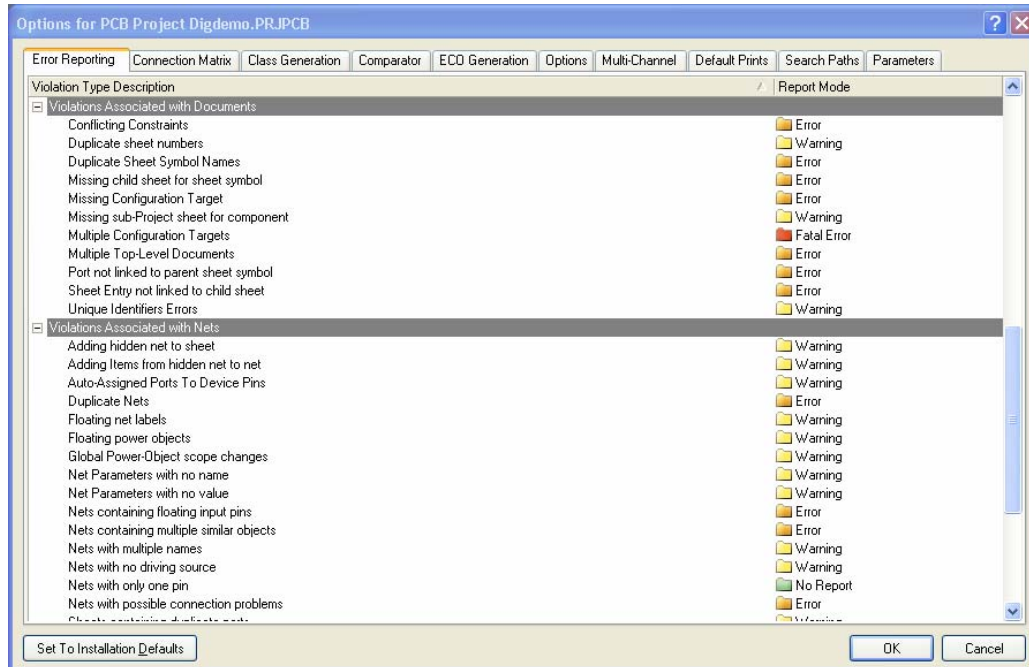 Options for PCB Project Digdemo.PRJPCB
Error Reporting Connection Matrix Class Generation Comparator ECO Generation Options Multi-Channel Default Prints Search Paths Parameters
Violation Type Description Report Mode
Violations Associated with Documents
Conflicting Constraints Error
Duplicate sheet numbers Warning
Duplicate Sheet Symbol Names Error
Missing child sheet for sheet symbol Error
Missing Configuration Target Error
Missing sub-Project sheet for component Warning
Multiple Configuration Targets Fatal Error
Multiple Top-Level Documents Error
Port not linked to parent sheet symbol Error
Sheet Entry not linked to child sheet Error
Unique Identifiers Errors Warning
Violations Associated with Nets
Adding hidden net to sheet Warning
Adding Items from hidden net to net Warning
Auto-Assigned Ports To Device Pins Warning
Duplicate Nets Error
Floating net labels Warning
Floating power objects Warning
Global Power-Object scope changes Warning
Net Parameters with no name Warning
Net Parameters with no value Warning
Nets containing floating input pins Error
Nets containing multiple similar objects Error
Nets with multiple names Warning
Nets with no driving source Warning
Nets with only one pin No Report
Nets with possible connection problems Error
Set To Installation Defaults OK Cancel